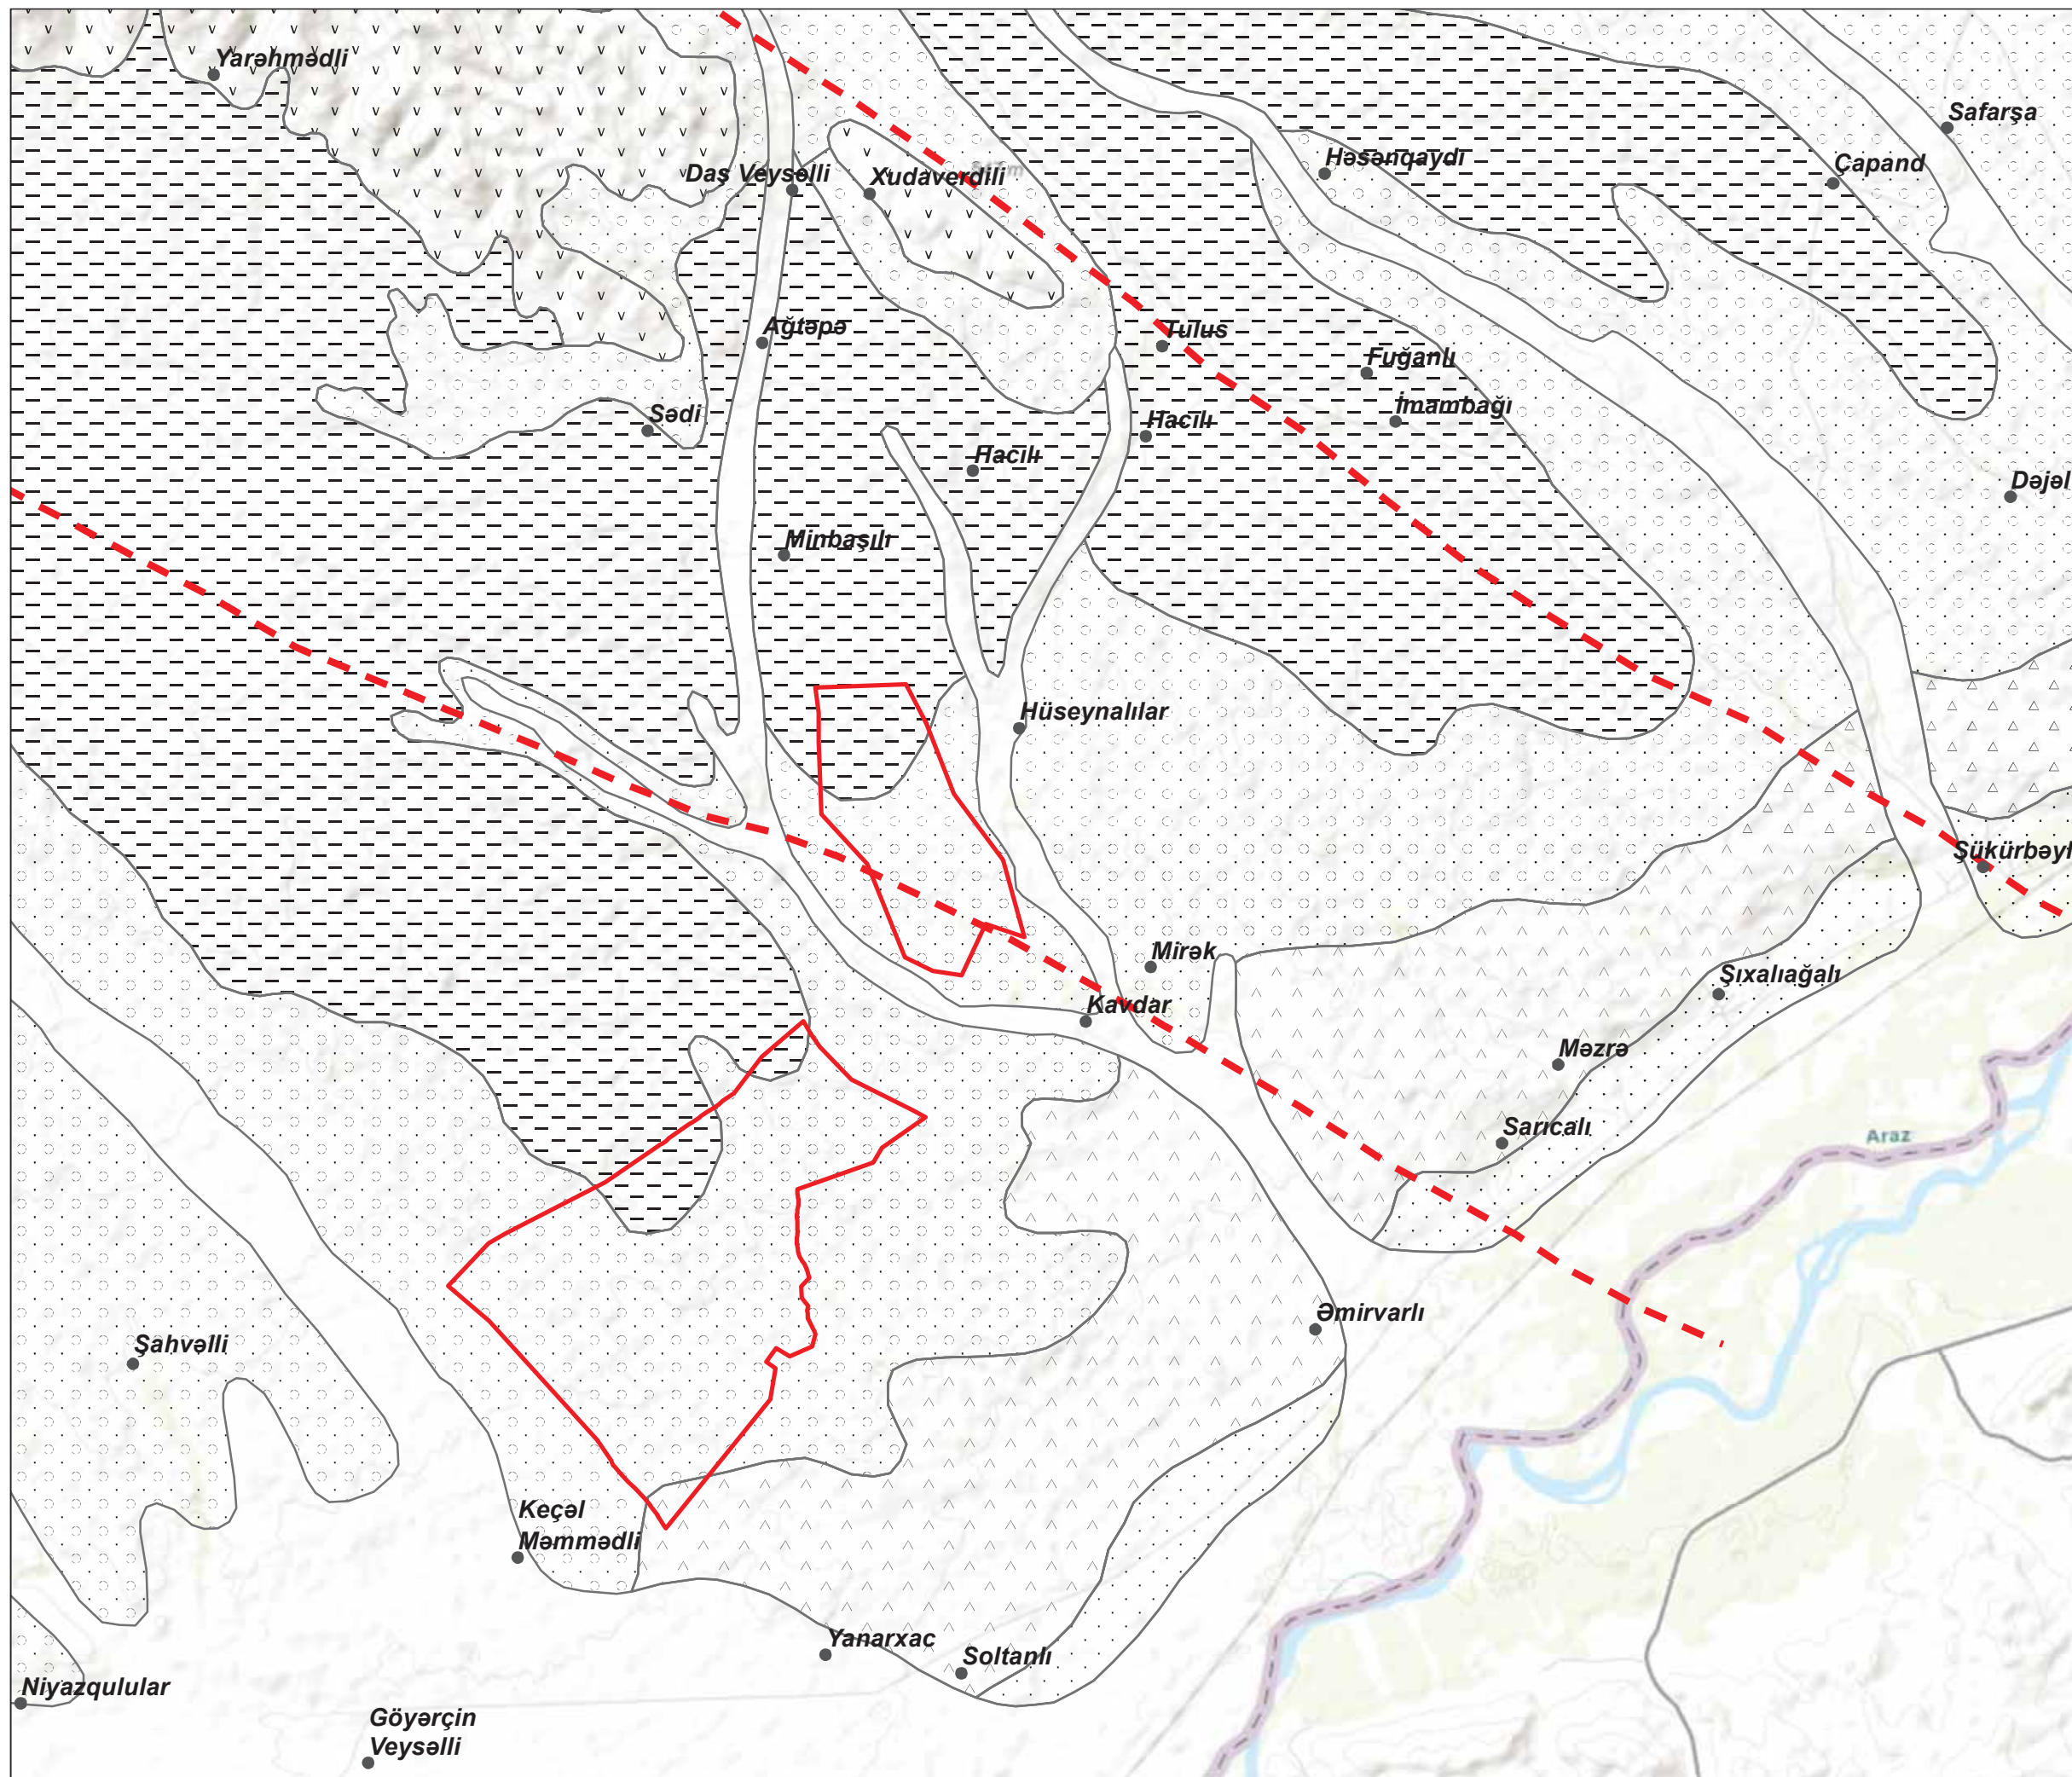 Yarəhmədli
Safarşa
Həsənqaydı
Çapand
Daş Veysəlli
Xudaverdili
Ağtəpə
Tulus
Fuğanlı
İmambağı
Sədi
Hacılı
Hacılı
Dəjəl
Minbaşılı
Hüseynalılar
Şükürbəyl
Mirək
Şıxalıağalı
Kavdar
Məzrə
Sarıcalı
Araz
Əmirvarlı
Şahvəlli
Keçəl
Məmmədli
Yanarxac
Soltanlı
Niyazqulular
Göyərçin
Veysəlli